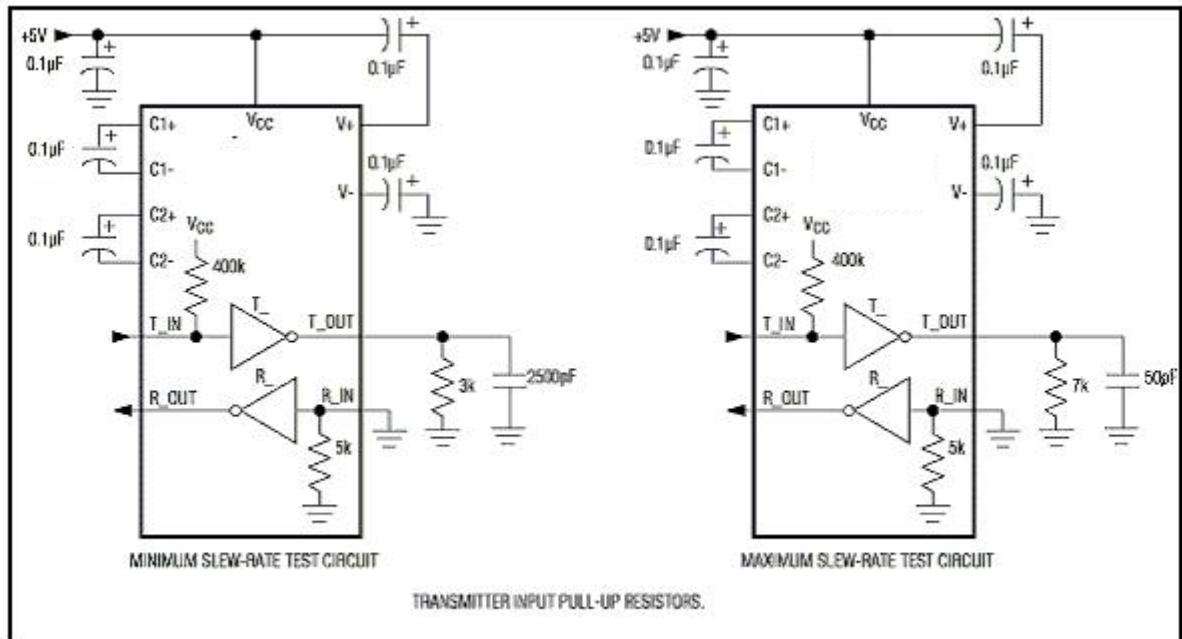 +5V
0.1µF
0.1µF
C1+
VCC
V+
0.1µF
C1-
0.1µF
V-
C2+
0.1µF
C2-
VCC
400k
T_IN
T_
T_OUT
R_OUT
R_
R_IN
3k
2500pF
5k
MINIMUM SLEW-RATE TEST CIRCUIT
+5V
0.1µF
0.1µF
C1+
VCC
V+
0.1µF
C1-
0.1µF
V-
C2+
0.1µF
C2-
VCC
400k
T_IN
T_
T_OUT
R_OUT
R_
R_IN
7k
50pF
5k
MAXIMUM SLEW-RATE TEST CIRCUIT
TRANSMITTER INPUT PULL-UP RESISTORS.